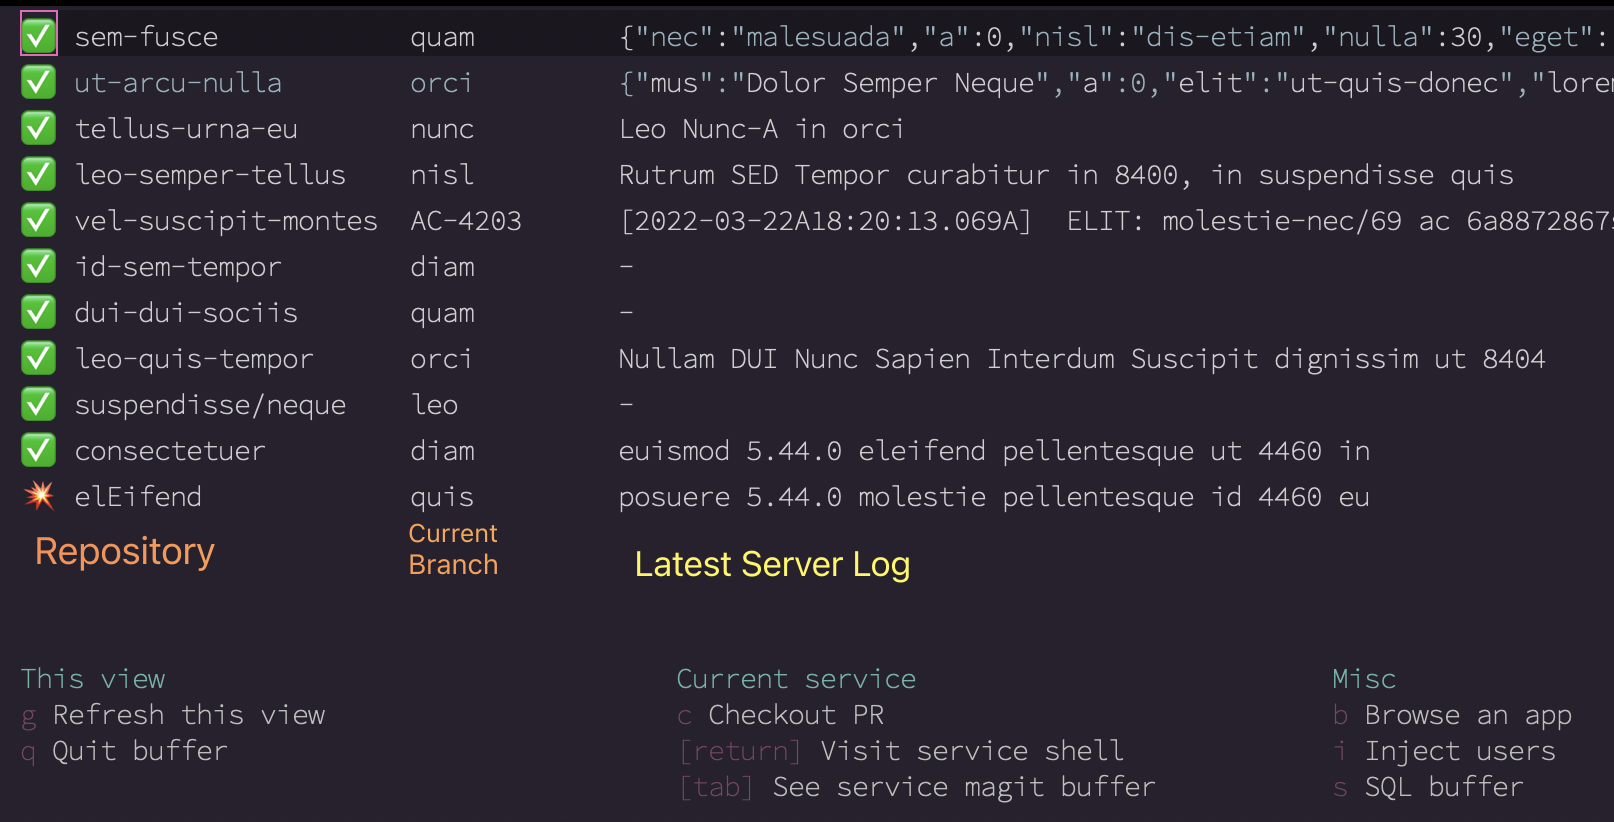 sem-fusce quam {"nec":"malesuada","a":0,"nisl":"dis-etiam","nulla":30,"eget":
ut-arcu-nulla orci {"mus":"Dolor Semper Neque","a":0,"elit":"ut-quis-donec","lorem
tellus-urna-eu nunc Leo Nunc-A in orci
leo-semper-tellus nisl Rutrum SED Tempor curabitur in 8400, in suspendisse quis
vel-suscipit-montes AC-4203 [2022-03-22A18:20:13.069A] ELIT: molestie-nec/69 ac 6a8872867s
id-sem-tempor diam -
dui-dui-sociis quam -
leo-quis-tempor orci Nullam DUI Nunc Sapien Interdum Suscipit dignissim ut 8404
suspendisse/neque leo -
consectetuer diam euismod 5.44.0 eleifend pellentesque ut 4460 in
elEifend quis posuere 5.44.0 molestie pellentesque id 4460 eu
Repository
Current
Branch
Latest Server Log
This view
g Refresh this view
q Quit buffer
Current service
c Checkout PR
[return] Visit service shell
[tab] See service magit buffer
Misc
b Browse an app
i Inject users
s SQL buffer